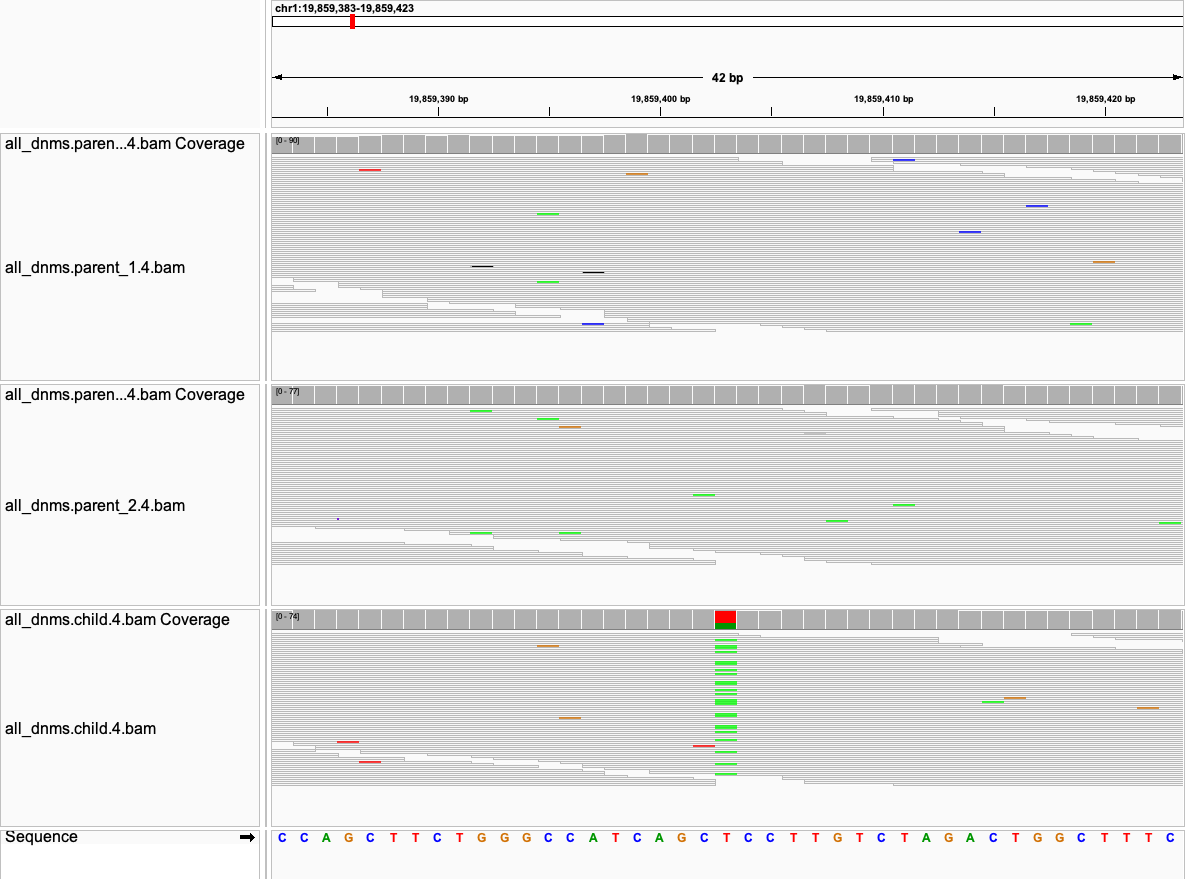 chr1:19,859,383-19,859,423
42 bp
19,859,390 bp 19,859,400 bp 19,859,410 bp 19,859,420 bp
all_dnms.paren...4.bam Coverage
[0 - 90]
all_dnms.parent_1.4.bam
all_dnms.paren...4.bam Coverage
[0 - 77]
all_dnms.parent_2.4.bam
all_dnms.child.4.bam Coverage
[0 - 74]
all_dnms.child.4.bam
Sequence C C A G C T T C T G G G C C A T C A G C T C C T T G T C T A G A C T G G C T T T C